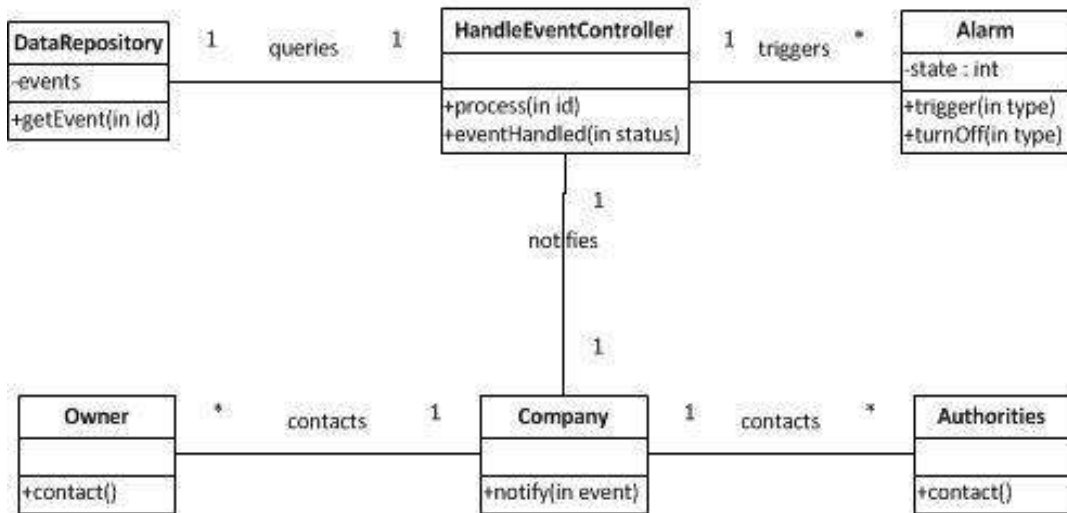 DataRepository
-events
+getEvent(in id)
1 queries 1
HandleEventController
+process(in id)
+eventHandled(in status)
1 triggers *
Alarm
-state : int
+trigger(in type)
+turnOff(in type)
1
notifies
1
Owner
+contact()
* contacts 1
Company
+notify(in event)
1 contacts *
Authorities
+contact()